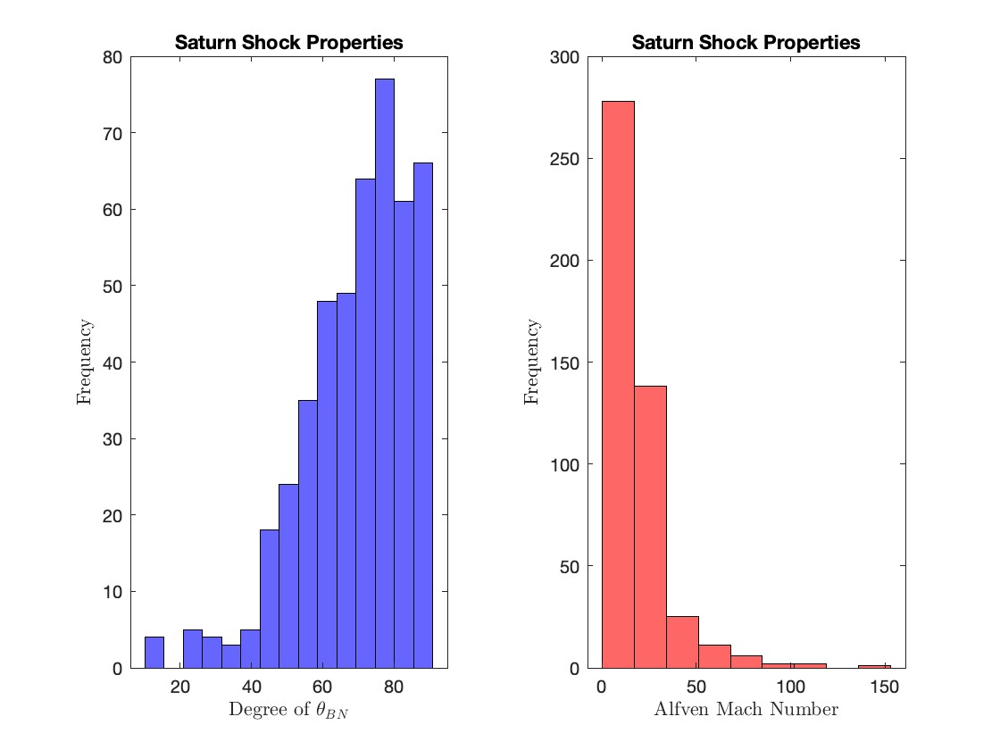 Saturn Shock Properties
80
70
60
50
40
30
20
10
0
Frequency
20 40 60 80
Degree of θ_BN
Saturn Shock Properties
300
250
200
150
100
50
0
Frequency
0 50 100 150
Alfven Mach Number